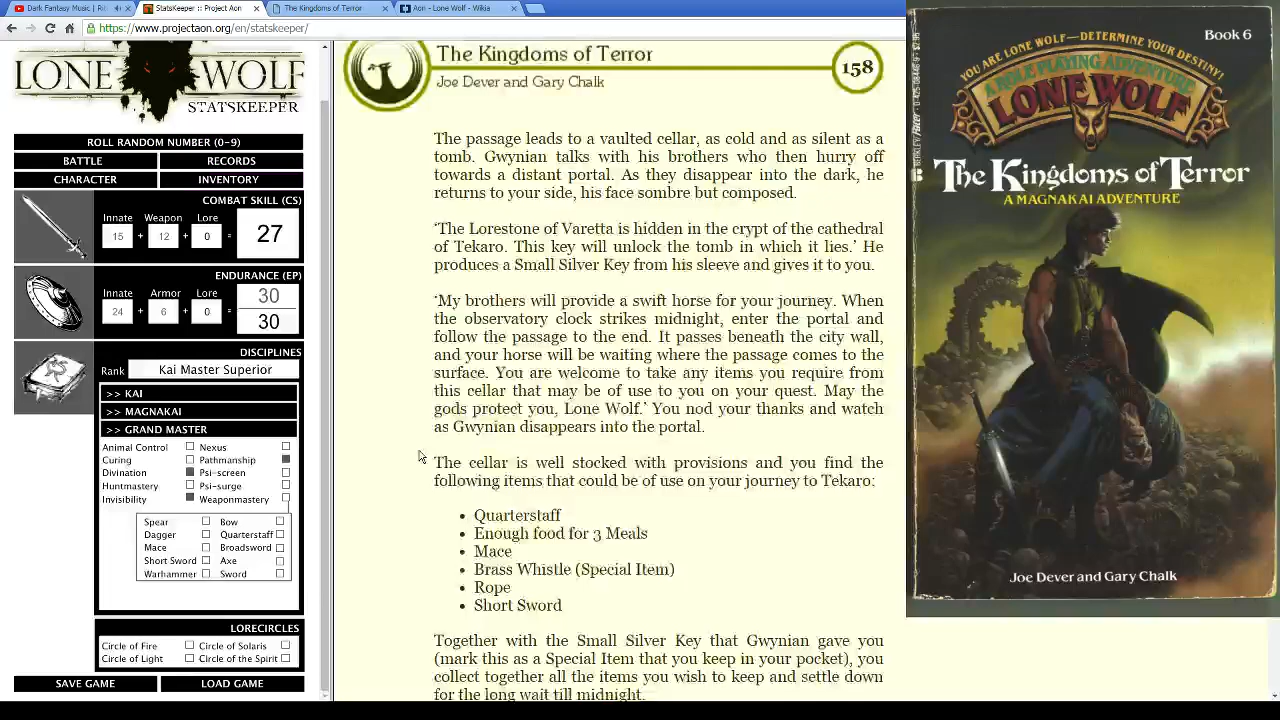 Dark Fantasy Music | Rib
StatsKeeper :: Project Aon
The Kingdoms of Terror
Aon - Lone Wolf - Wikia
https://www.projectaon.org/en/statskeeper/
LONE WOLF
STATSKEEPER
ROLL RANDOM NUMBER (0-9)
BATTLE
RECORDS
CHARACTER
INVENTORY
COMBAT SKILL (CS)
Innate Weapon Lore
15 + 12 + 0 = 27
ENDURANCE (EP)
Innate Armor Lore
30
24 + 6 + 0 = 30
DISCIPLINES
Rank Kai Master Superior
>> KAI
>> MAGNAKAI
>> GRAND MASTER
Animal Control Nexus
Curing Pathmanship
Divination Psi-screen
Huntmastery Psi-surge
Invisibility Weaponmastery
Spear Bow
Dagger Quarterstaff
Mace Broadsword
Short Sword Axe
Warhammer Sword
LORECIRCLES
Circle of Fire Circle of Solaris
Circle of Light Circle of the Spirit
SAVE GAME LOAD GAME
The Kingdoms of Terror
Joe Dever and Gary Chalk
158
The passage leads to a vaulted cellar, as cold and as silent as a
tomb. Gwynian talks with his brothers who then hurry off
towards a distant portal. As they disappear into the dark, he
returns to your side, his face sombre but composed.
‘The Lorestone of Varetta is hidden in the crypt of the cathedral
of Tekaro. This key will unlock the tomb in which it lies.’ He
produces a Small Silver Key from his sleeve and gives it to you.
‘My brothers will provide a swift horse for your journey. When
the observatory clock strikes midnight, enter the portal and
follow the passage to the end. It passes beneath the city wall,
and your horse will be waiting where the passage comes to the
surface. You are welcome to take any items you require from
this cellar that may be of use to you on your quest. May the
gods protect you, Lone Wolf.’ You nod your thanks and watch
as Gwynian disappears into the portal.
The cellar is well stocked with provisions and you find the
following items that could be of use on your journey to Tekaro:
• Quarterstaff
• Enough food for 3 Meals
• Mace
• Brass Whistle (Special Item)
• Rope
• Short Sword
Together with the Small Silver Key that Gwynian gave you
(mark this as a Special Item that you keep in your pocket), you
collect together all the items you wish to keep and settle down
for the long wait till midnight.
Book 6
YOU ARE LONE WOLF—DETERMINE YOUR DESTINY!
A ROLE PLAYING ADVENTURE
LONE WOLF
The Kingdoms of Terror
A MAGNAKAI ADVENTURE
Joe Dever and Gary Chalk